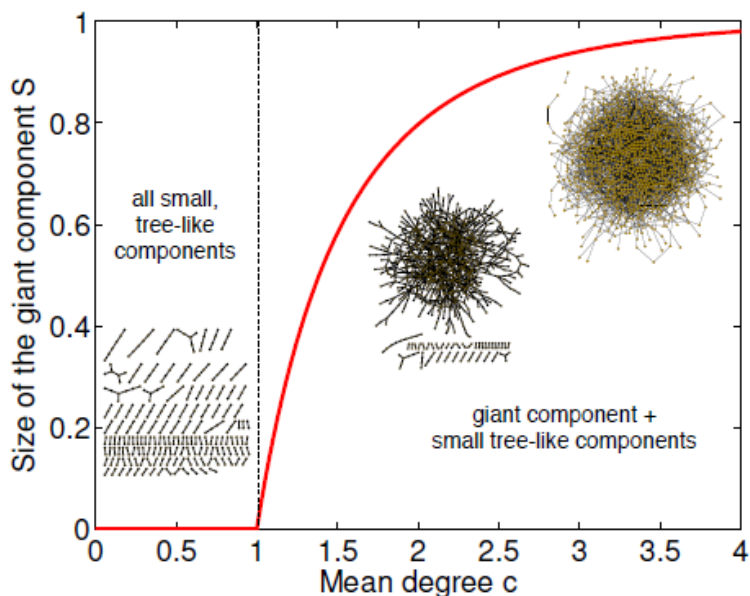 Size of the giant component S
1
0.8
0.6
0.4
0.2
0
all small,
tree-like
components
giant component +
small tree-like components
0 0.5 1 1.5 2 2.5 3 3.5 4
Mean degree c